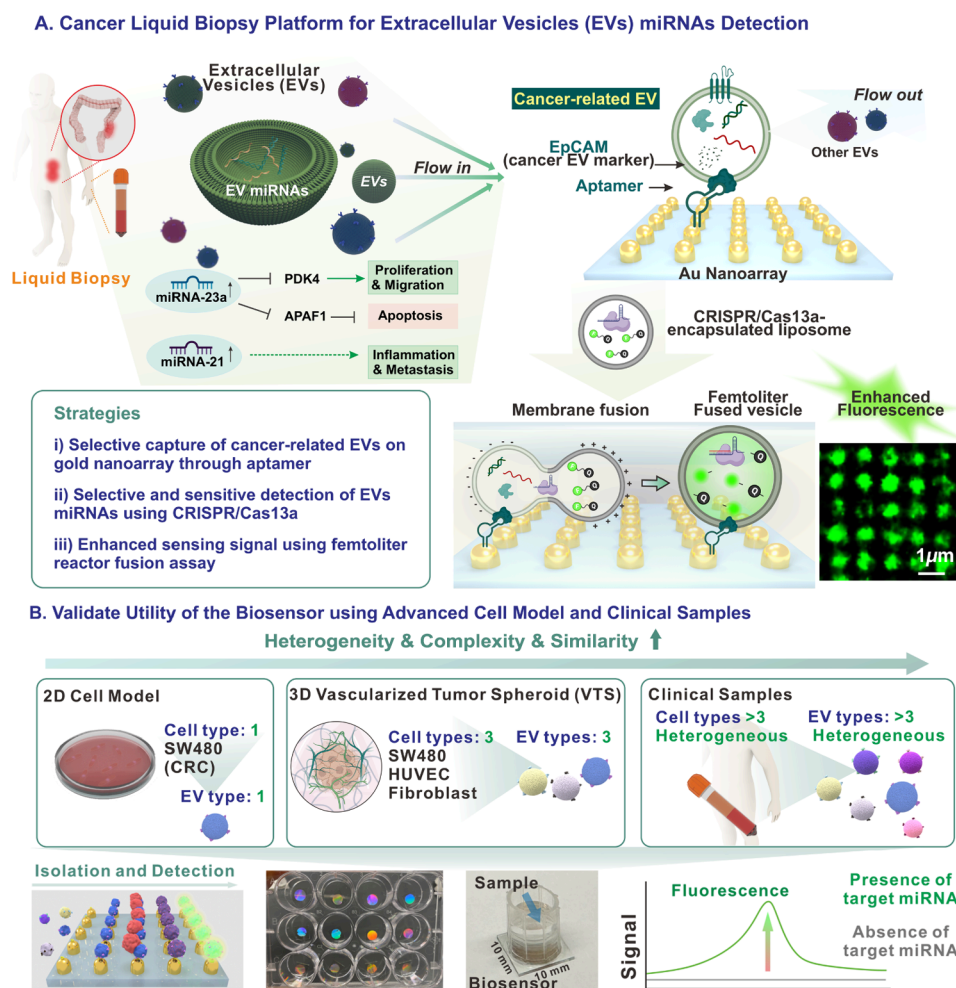 A. Cancer Liquid Biopsy Platform for Extracellular Vesicles (EVs) miRNAs Detection
Extracellular
Vesicles (EVs)
EV miRNAs
EVs
Flow in
Liquid Biopsy
miRNA-23a↑
PDK4
Proliferation
& Migration
APAF1
Apoptosis
miRNA-21↑
Inflammation
& Metastasis
Cancer-related EV
EpCAM
(cancer EV marker)
Aptamer
Flow out
Other EVs
Au Nanoarray
CRISPR/Cas13a-
encapsulated liposome
Strategies
i) Selective capture of cancer-related EVs on
gold nanoarray through aptamer
ii) Selective and sensitive detection of EVs
miRNAs using CRISPR/Cas13a
iii) Enhanced sensing signal using femtoliter
reactor fusion assay
Membrane fusion
Femtoliter
Fused vesicle
Enhanced
Fluorescence
Q
Q
Q
Q
Q
Q
1μm
B. Validate Utility of the Biosensor using Advanced Cell Model and Clinical Samples
Heterogeneity & Complexity & Similarity ↑
2D Cell Model
Cell type: 1
SW480
(CRC)
EV type: 1
3D Vascularized Tumor Spheroid (VTS)
Cell types: 3
SW480
HUVEC
Fibroblast
EV types: 3
Clinical Samples
Cell types >3
Heterogeneous
EV types: >3
Heterogeneous
Isolation and Detection
Sample
10 mm
10 mm
Biosensor
Signal
Fluorescence
Presence of
target miRNA
Absence of
target miRNA